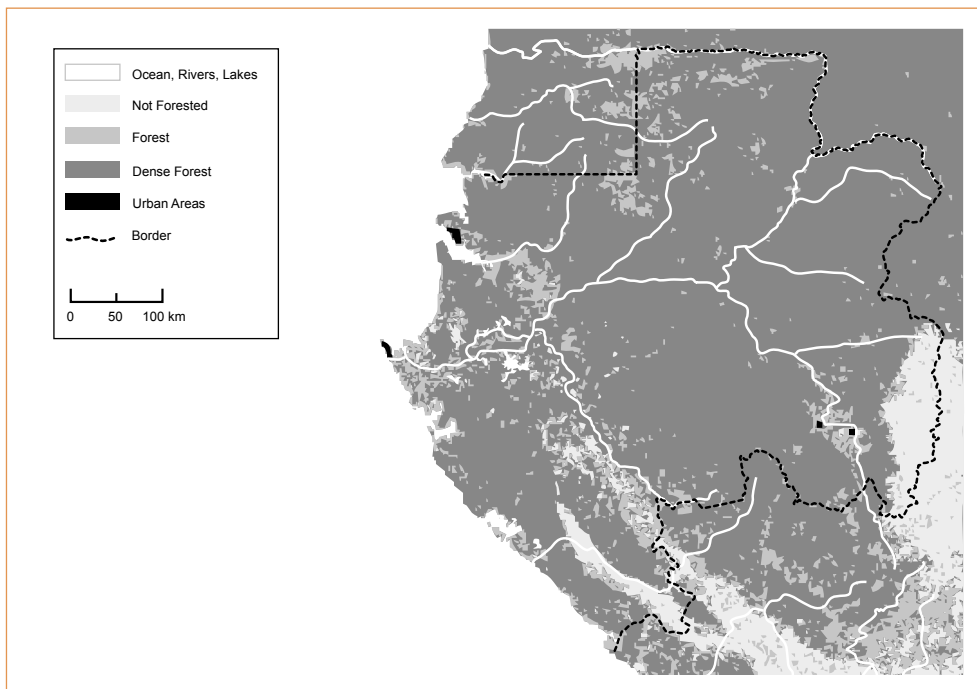 Ocean, Rivers, Lakes
Not Forested
Forest
Dense Forest
Urban Areas
Border
0 50 100 km